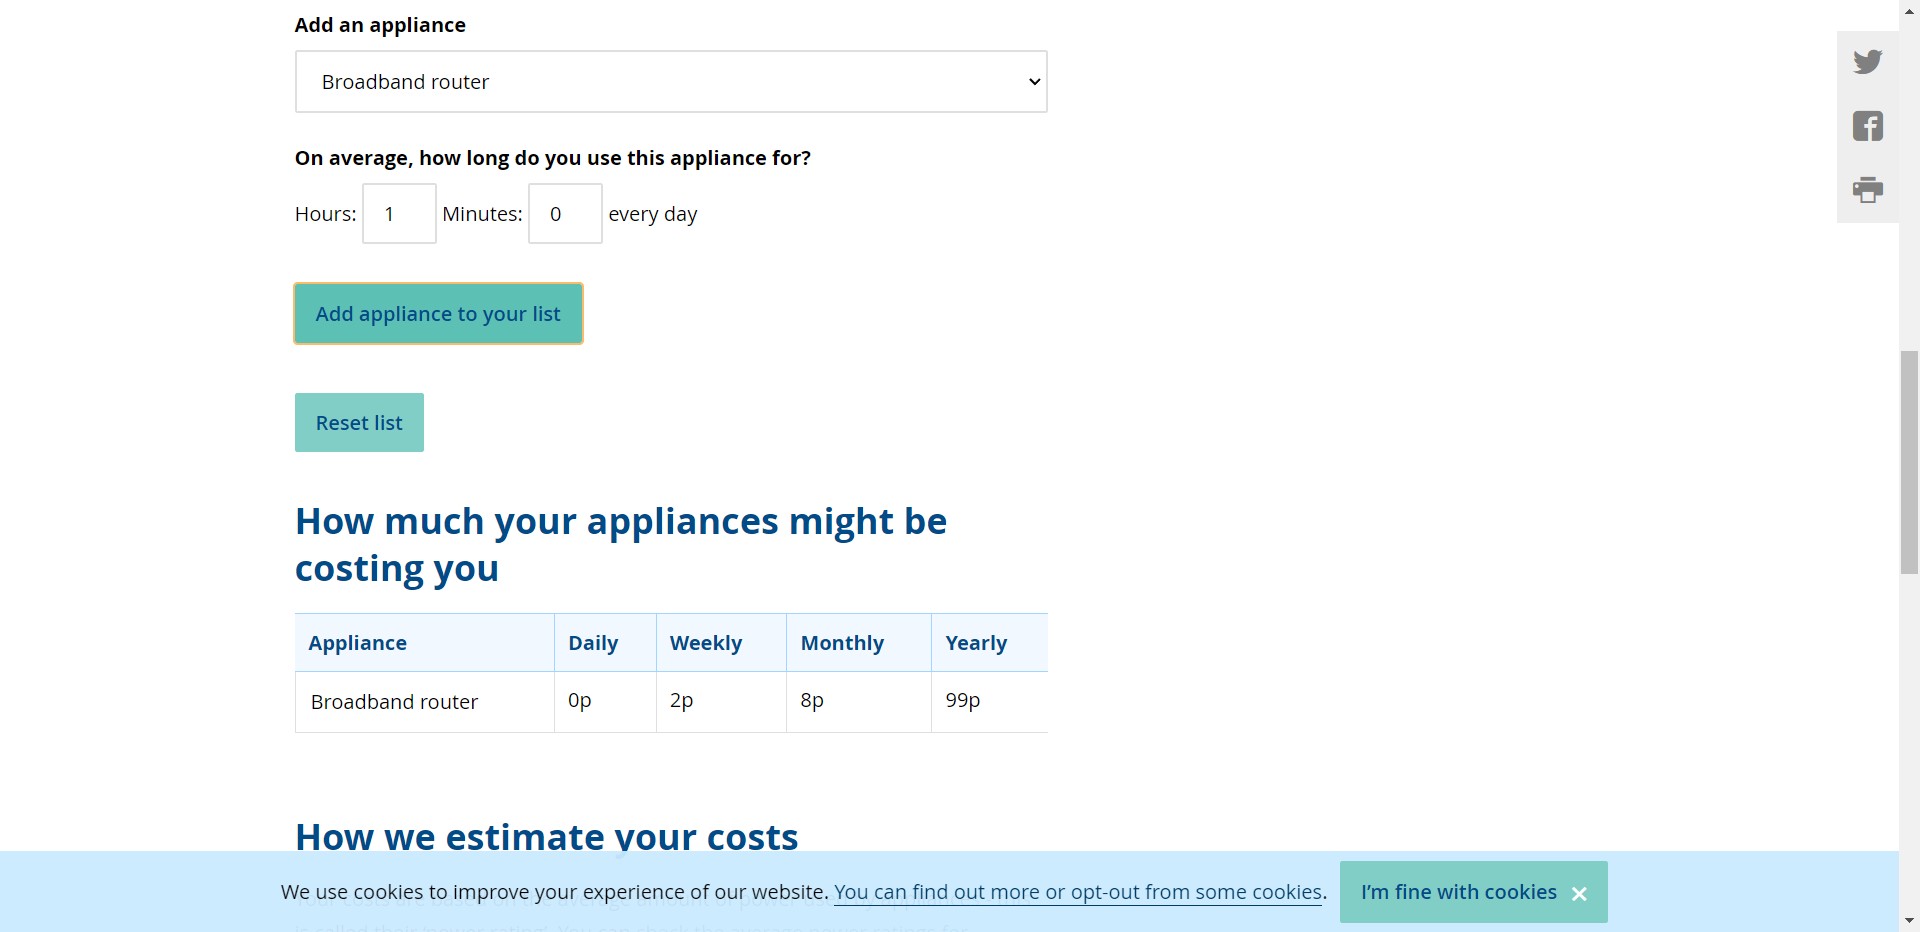 Add an appliance
Broadband router
On average, how long do you use this appliance for?
Hours: 1 Minutes: 0 every day
Add appliance to your list
Reset list
How much your appliances might be
costing you
Appliance Daily Weekly Monthly Yearly
Broadband router 0p 2p 8p 99p
How we estimate your costs
We use cookies to improve your experience of our website. You can find out more or opt-out from some cookies. I’m fine with cookies ×